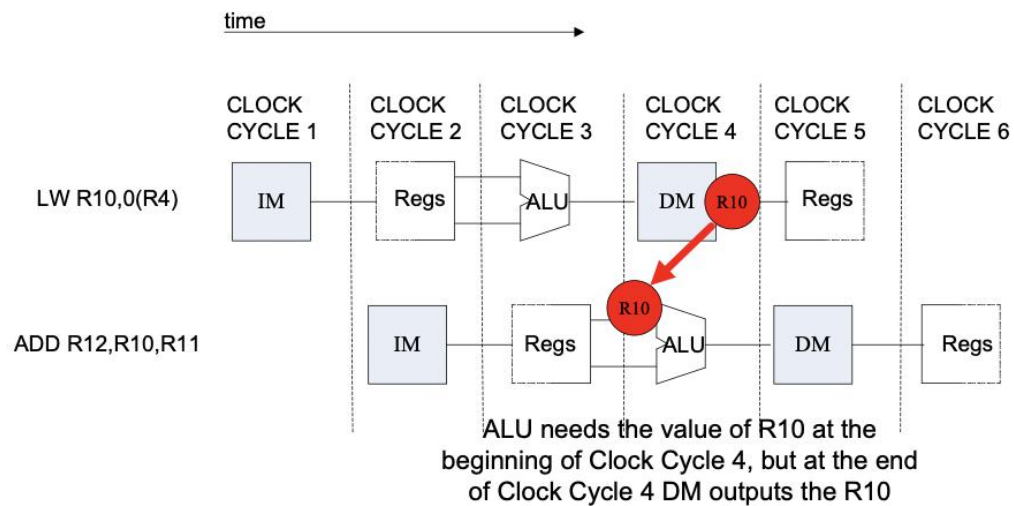 time
CLOCK
CYCLE 1
CLOCK
CYCLE 2
CLOCK
CYCLE 3
CLOCK
CYCLE 4
CLOCK
CYCLE 5
CLOCK
CYCLE 6
LW R10,0(R4)
IM
Regs
ALU
DM
R10
Regs
R10
ADD R12,R10,R11
IM
Regs
ALU
DM
Regs
ALU needs the value of R10 at the
beginning of Clock Cycle 4, but at the end
of Clock Cycle 4 DM outputs the R10